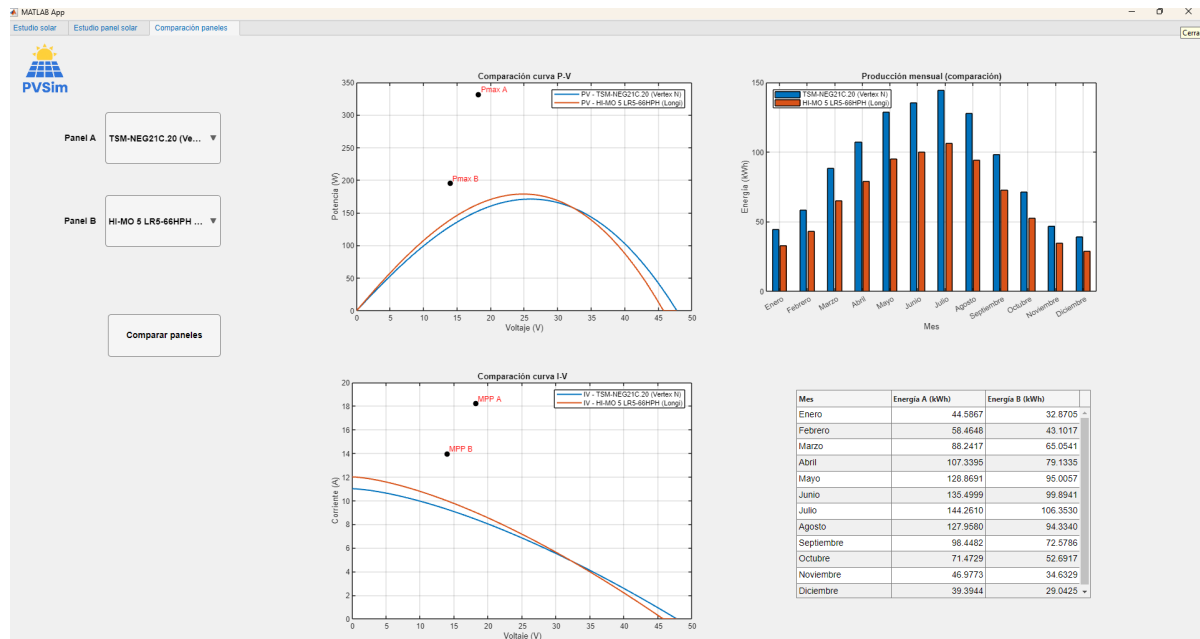 MATLAB App
Estudio solar
Estudio panel solar
Comparación paneles
Cerra
PVSim
Panel A
TSM-NEG21C.20 (Ve...
Panel B
HI-MO 5 LR5-66HPH ...
Comparar paneles
Comparación curva P-V
Potencia (W)
350
300
250
200
150
100
50
0
Pmax A
Pmax B
PV - TSM-NEG21C.20 (Vertex N)
PV - HI-MO 5 LR5-66HPH (Longi)
0 5 10 15 20 25 30 35 40 45 50
Voltaje (V)
Producción mensual (comparación)
Energía (kWh)
150
100
50
0
TSM-NEG21C.20 (Vertex N)
HI-MO 5 LR5-66HPH (Longi)
Enero Febrero Marzo Abril Mayo Junio Julio Agosto Septiembre Octubre Noviembre Diciembre
Mes
Comparación curva I-V
Corriente (A)
20
18
16
14
12
10
8
6
4
2
0
MPP A
MPP B
IV - TSM-NEG21C.20 (Vertex N)
IV - HI-MO 5 LR5-66HPH (Longi)
0 5 10 15 20 25 30 35 40 45 50
Voltaje (V)
Mes Energía A (kWh) Energía B (kWh)
Enero 44.5867 32.8705
Febrero 58.4648 43.1017
Marzo 88.2417 65.0541
Abril 107.3395 79.1335
Mayo 128.8691 95.0057
Junio 135.4999 99.8941
Julio 144.2610 106.3530
Agosto 127.9580 94.3340
Septiembre 98.4482 72.5786
Octubre 71.4729 52.6917
Noviembre 46.9773 34.6329
Diciembre 39.3944 29.0425